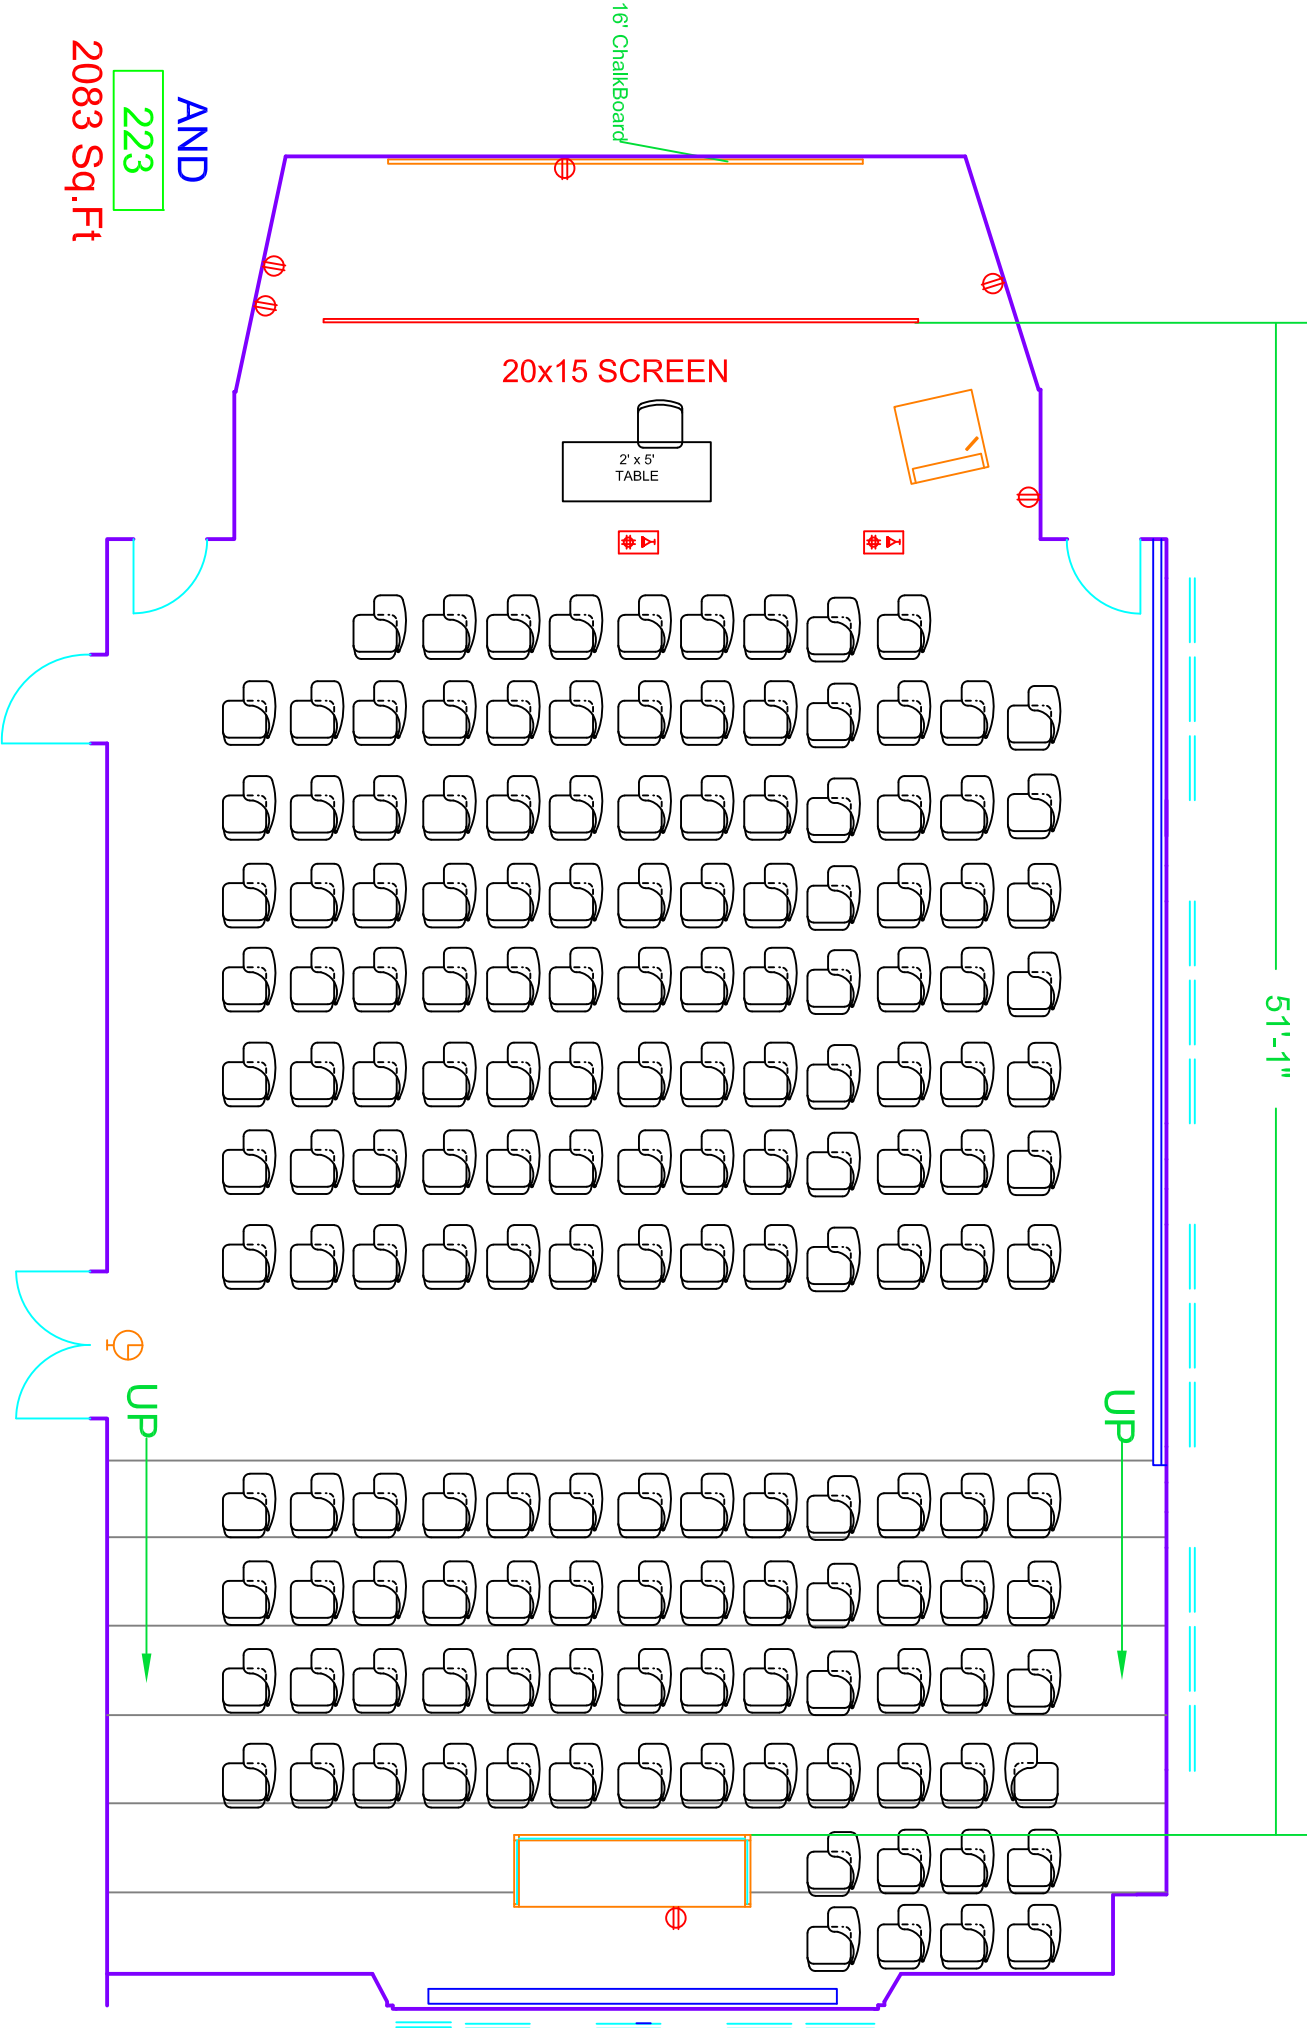 16' ChalkBoard
AND
223
2083 Sq.Ft
20x15 SCREEN
2' x 5'
TABLE
51'-1"
UP
UP